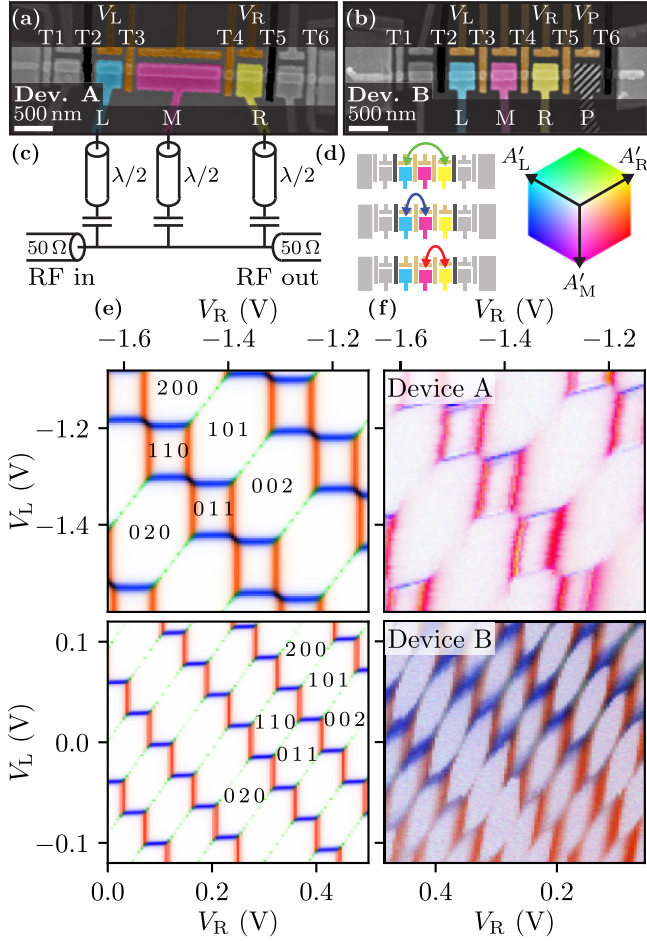 (a) V_L V_R
T1 T2 T3 T4 T5 T6
Dev. A
500 nm
L M R
(b) V_L V_R V_P
T1 T2 T3 T4 T5 T6
Dev. B
500 nm
L M R P
(c)
λ/2 λ/2 λ/2
50 Ω 50 Ω
RF in RF out
(d)
A′_L A′_R
A′_M
(e) V_R (V)
−1.6 −1.4 −1.2
V_L (V)
−1.2
−1.4
200
101
110
002
011
020
(f) V_R (V)
−1.4 −1.2
Device A
V_L (V)
0.1
0.0
−0.1
200
101
110
002
011
020
0.0 0.2 0.4
V_R (V)
Device B
0.4 0.2
V_R (V)